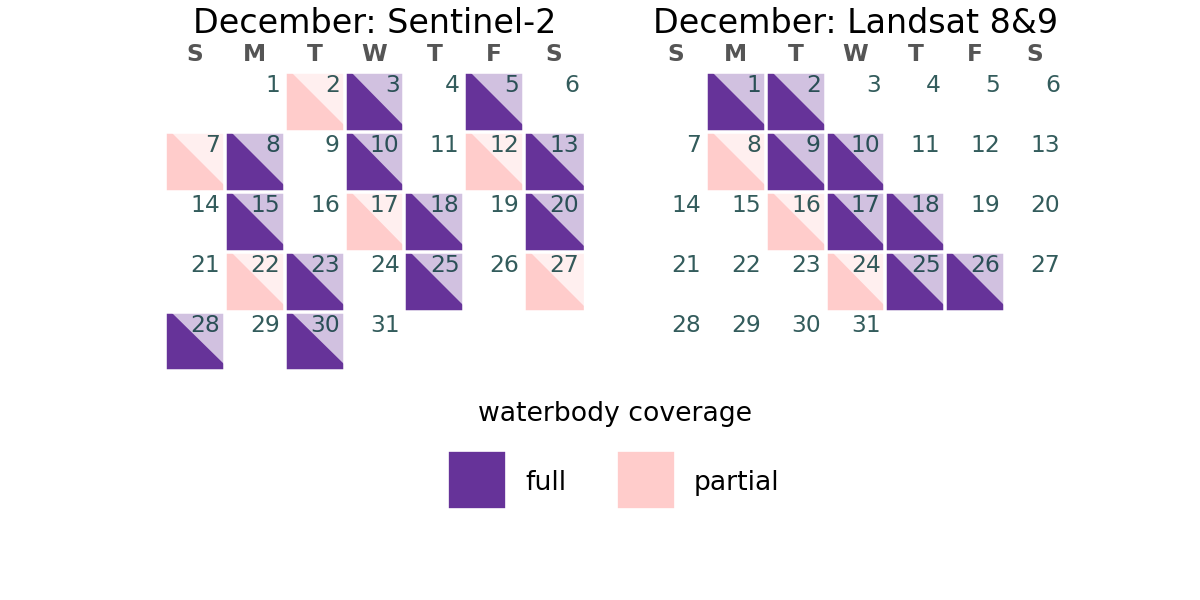 December: Sentinel-2
S M T W T F S
1 2 3 4 5 6
7 8 9 10 11 12 13
14 15 16 17 18 19 20
21 22 23 24 25 26 27
28 29 30 31
December: Landsat 8&9
S M T W T F S
1 2 3 4 5 6
7 8 9 10 11 12 13
14 15 16 17 18 19 20
21 22 23 24 25 26 27
28 29 30 31
waterbody coverage
full partial